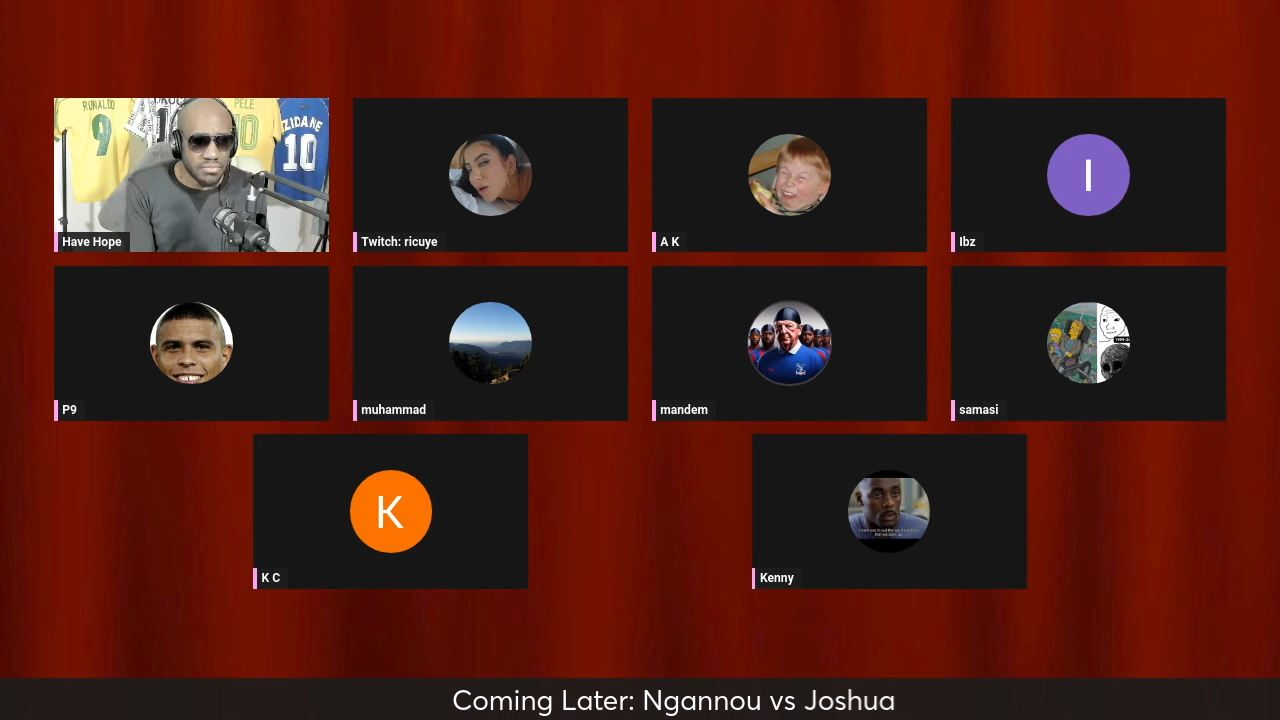 RONALDO
9
PELE
10
ZIDANE
10
Have Hope
Twitch: ricuye
A K
I
Ibz
P9
muhammad
mandem
samasi
K
K C
Kenny
Coming Later: Ngannou vs Joshua